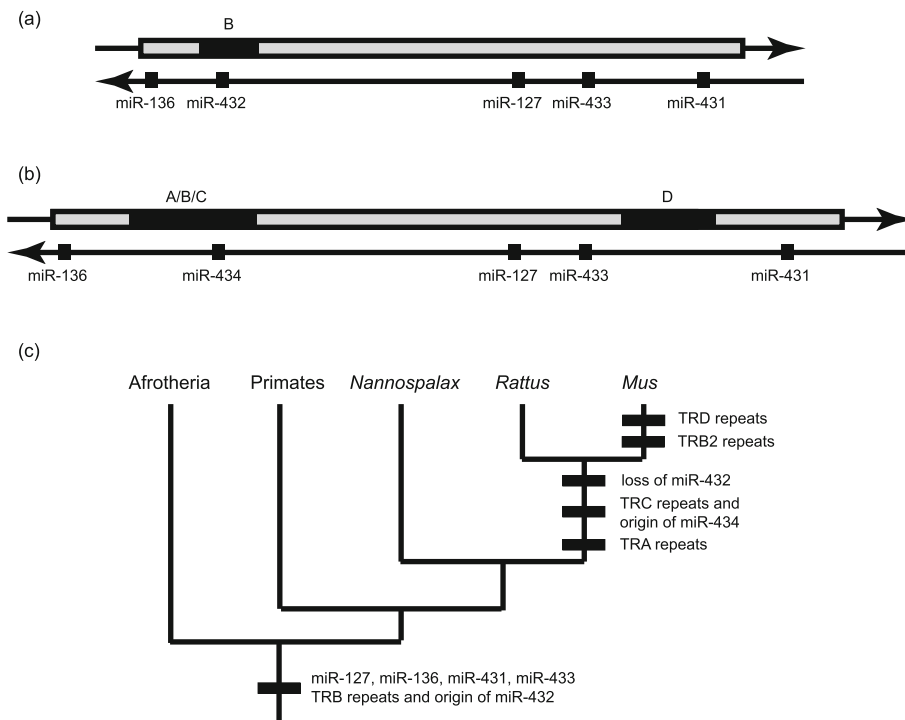 (a)
B
miR-136 miR-432 miR-127 miR-433 miR-431
(b)
A/B/C D
miR-136 miR-434 miR-127 miR-433 miR-431
(c)
Afrotheria Primates Nannospalax Rattus Mus
TRD repeats
TRB2 repeats
loss of miR-432
TRC repeats and
origin of miR-434
TRA repeats
miR-127, miR-136, miR-431, miR-433
TRB repeats and origin of miR-432